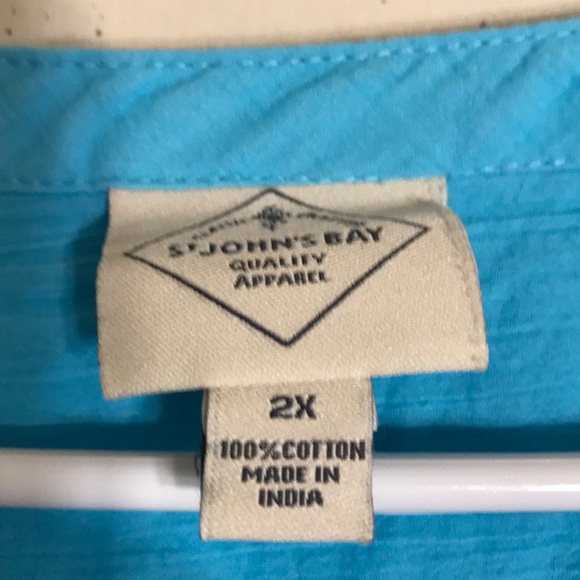 St JOHN'S BAY
QUALITY
APPAREL
2X
100% COTTON
MADE IN
INDIA